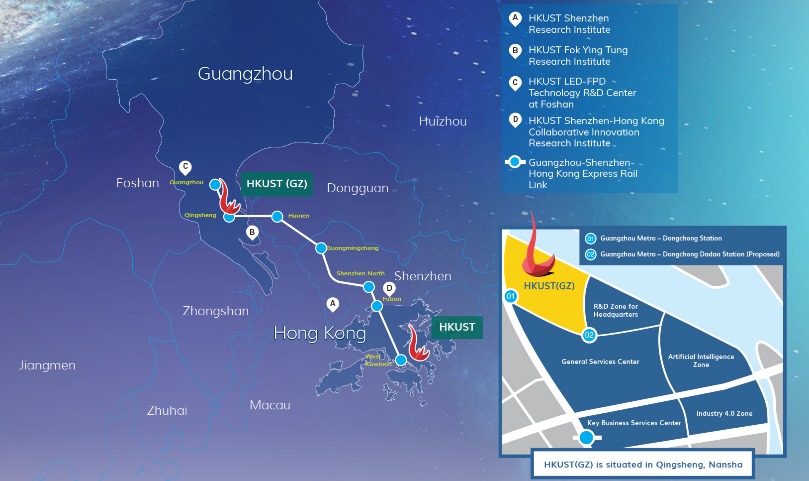 Guangzhou
Huizhou
Foshan
C
Guangzhou
HKUST (GZ)
Dongguan
Qingsheng
Humen
B
Guangmingcheng
Shenzhen North
Shenzhen
D
Futian
A
Zhongshan
Hong Kong
HKUST
West
Kowloon
Jiangmen
Macau
Zhuhai
A HKUST Shenzhen
Research Institute
B HKUST Fok Ying Tung
Research Institute
C HKUST LED-FPD
Technology R&D Center
at Foshan
D HKUST Shenzhen-Hong Kong
Collaborative Innovation
Research Institute
Guangzhou-Shenzhen-
Hong Kong Express Rail
Link
01 Guangzhou Metro – Dongchong Station
02 Guangzhou Metro – Dongchong Dadao Station (Proposed)
HKUST(GZ)
01
R&D Zone for
Headquarters
02
General Services Center
Artificial Intelligence
Zone
Industry 4.0 Zone
Key Business Services Center
HKUST(GZ) is situated in Qingsheng, Nansha